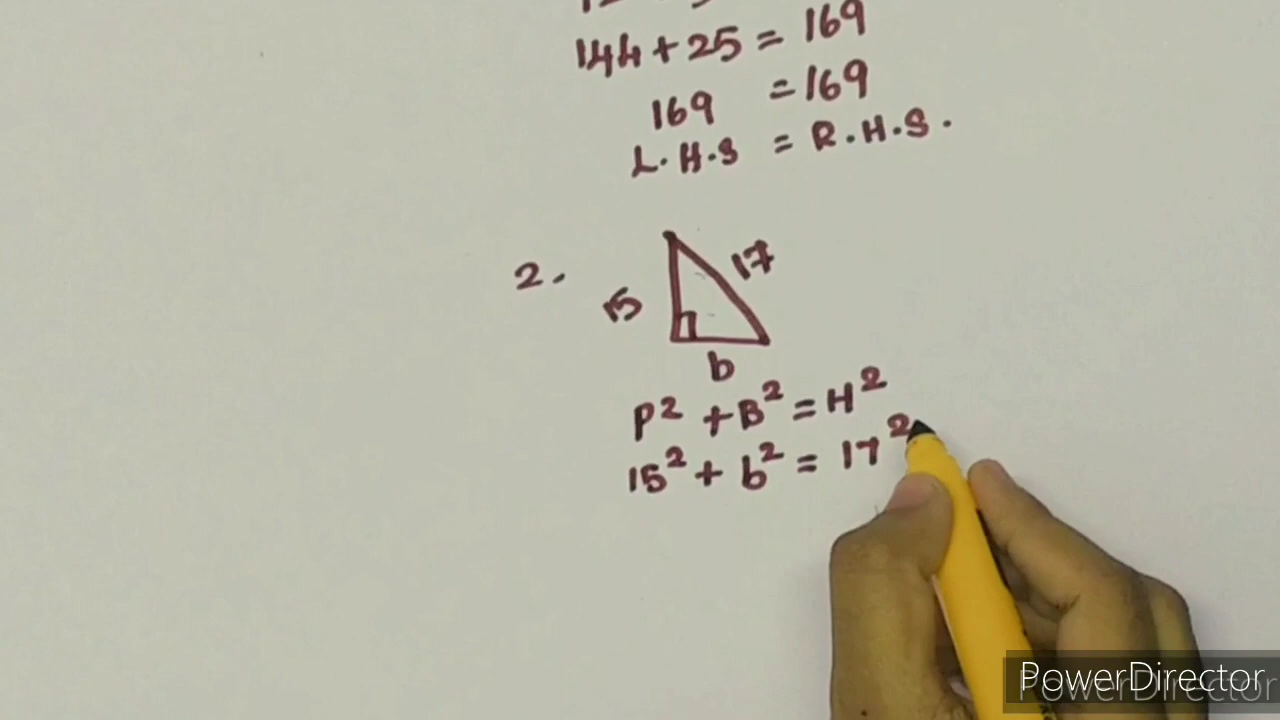 144 + 25 = 169
169 = 169
L.H.S = R.H.S.
2.
17
15
b
P² + B² = H²
15² + b² = 17²
PowerDirector